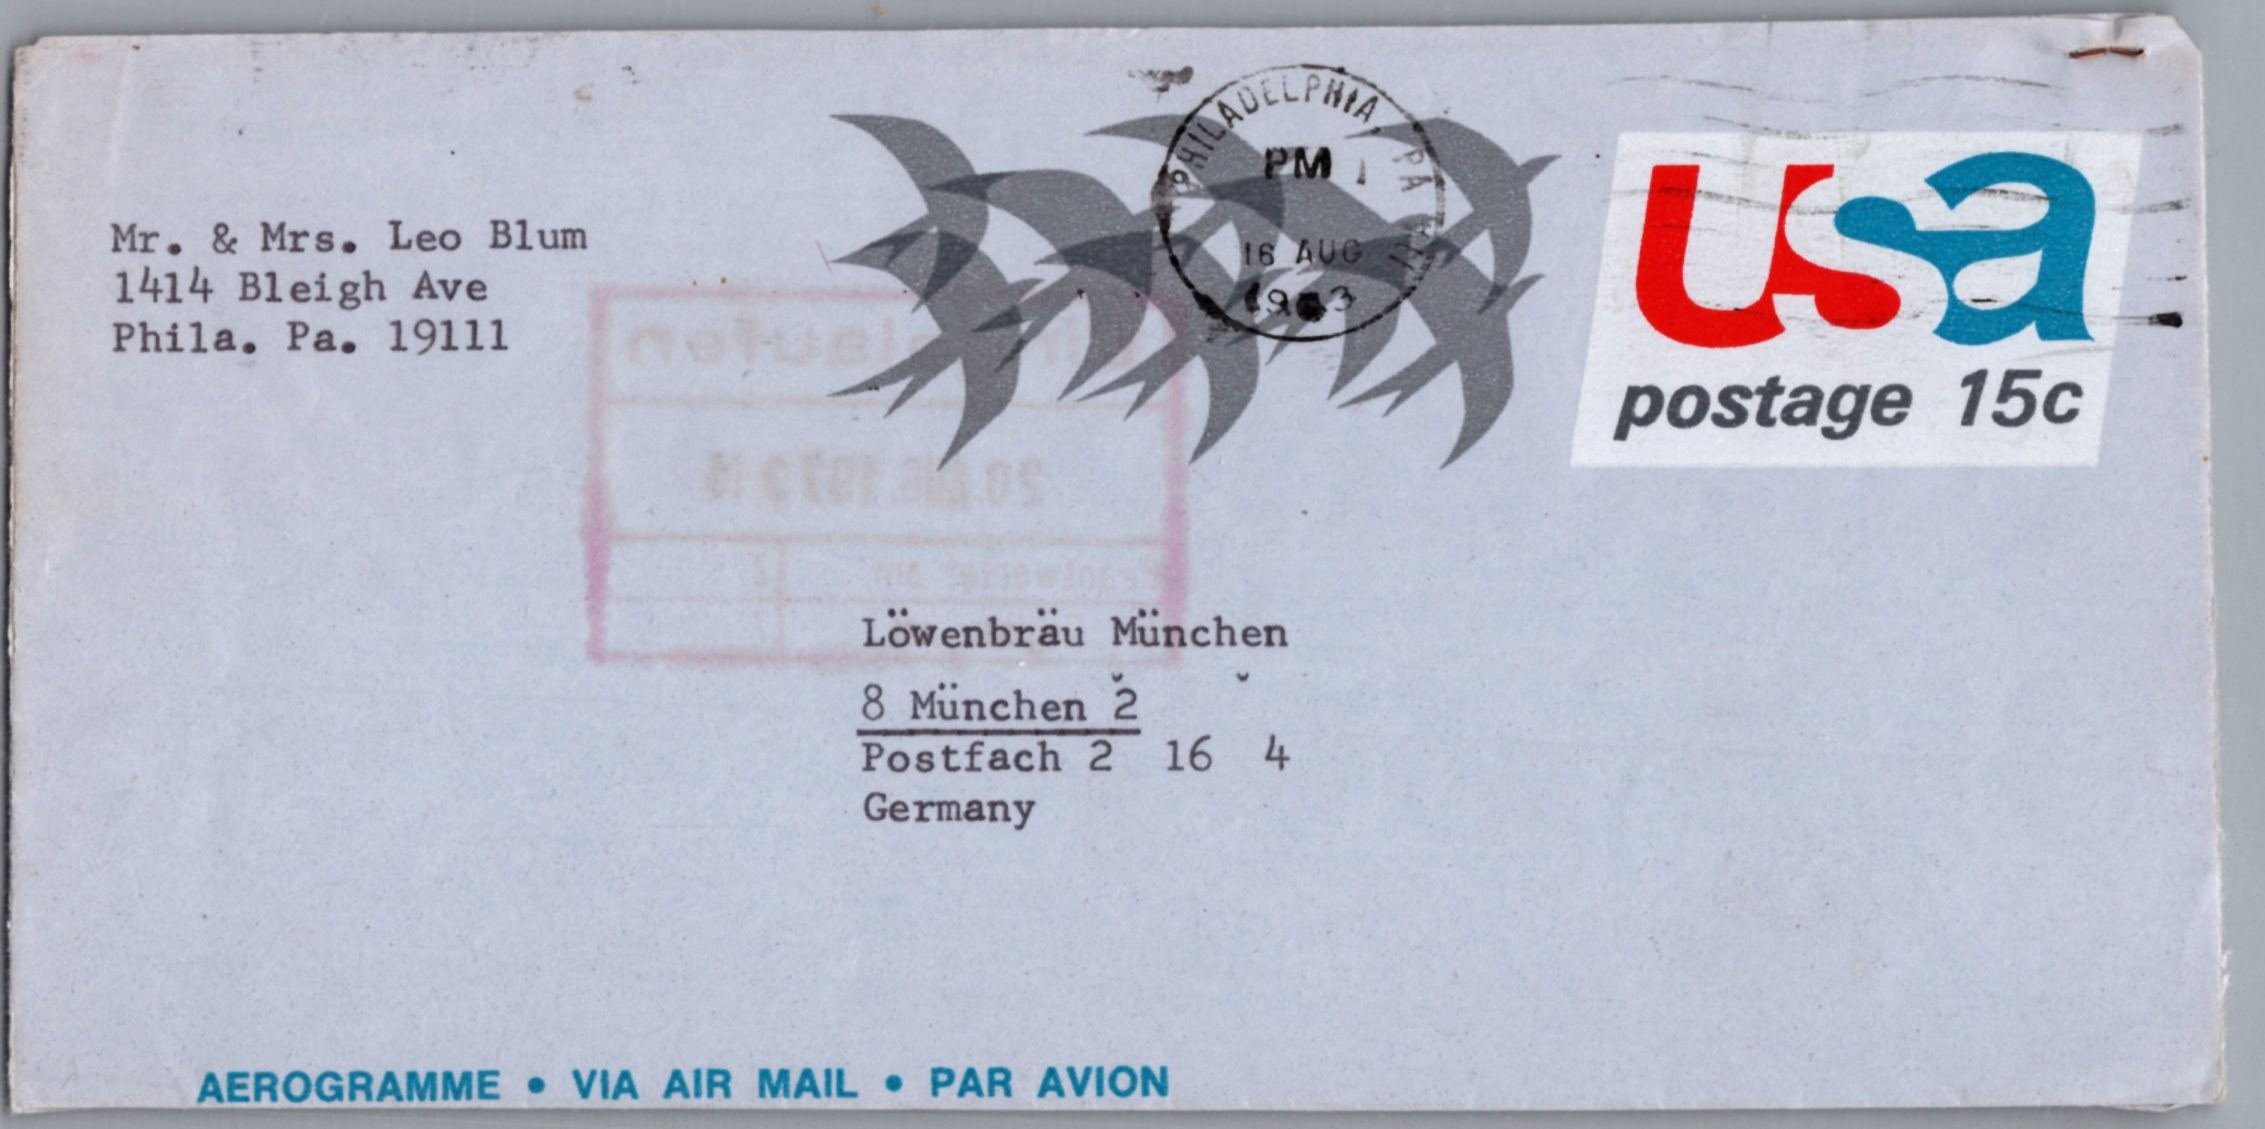 Mr. & Mrs. Leo Blum
1414 Bleigh Ave
Phila. Pa. 19111
PHILADELPHIA, PA
PM
16 AUG
usa
postage 15c
Löwenbräu München
8 München 2
Postfach 2 16 4
Germany
AEROGRAMME • VIA AIR MAIL • PAR AVION